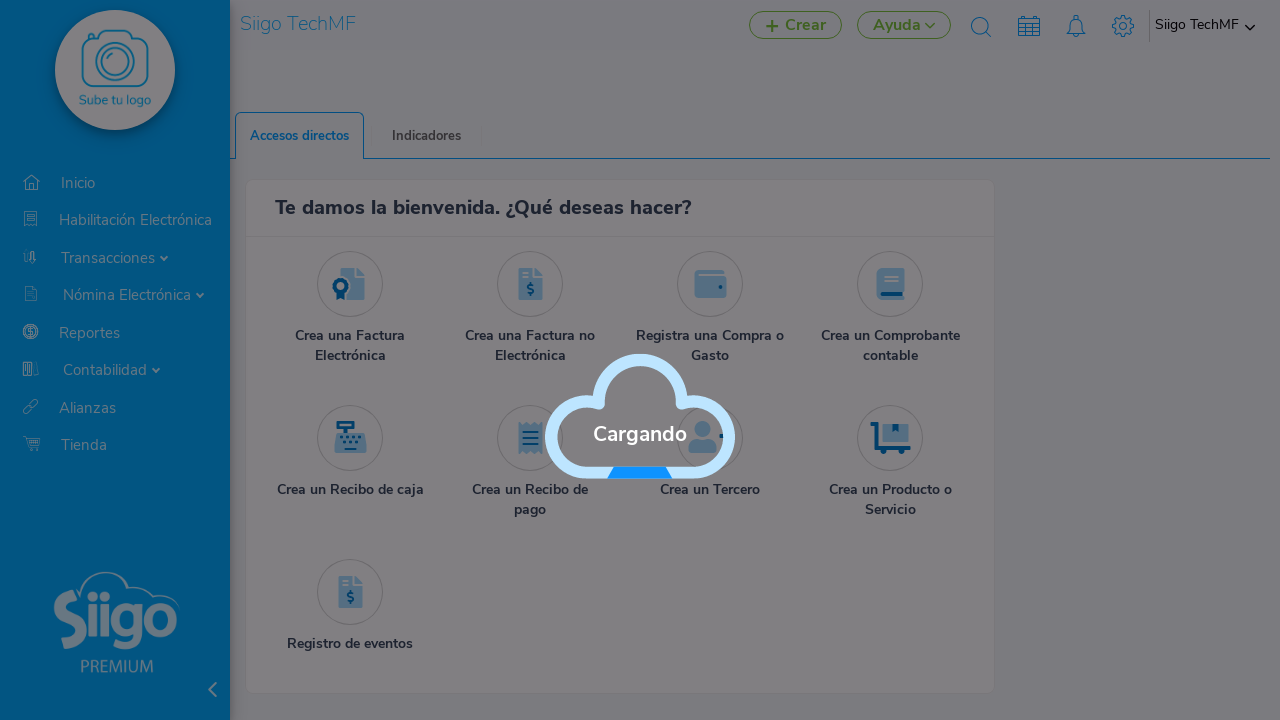 Sube tu logo
Siigo TechMF
Crear
Ayuda
Siigo TechMF
Accesos directos
Indicadores
Inicio
Habilitación Electrónica
Transacciones
Nómina Electrónica
Reportes
Contabilidad
Alianzas
Tienda
Te damos la bienvenida. ¿Qué deseas hacer?
Crea una Factura
Electrónica
Crea una Factura no
Electrónica
Registra una Compra o
Gasto
Crea un Comprobante
contable
Cargando
Crea un Recibo de caja
Crea un Recibo de
pago
Crea un Tercero
Crea un Producto o
Servicio
Registro de eventos
Siigo
PREMIUM